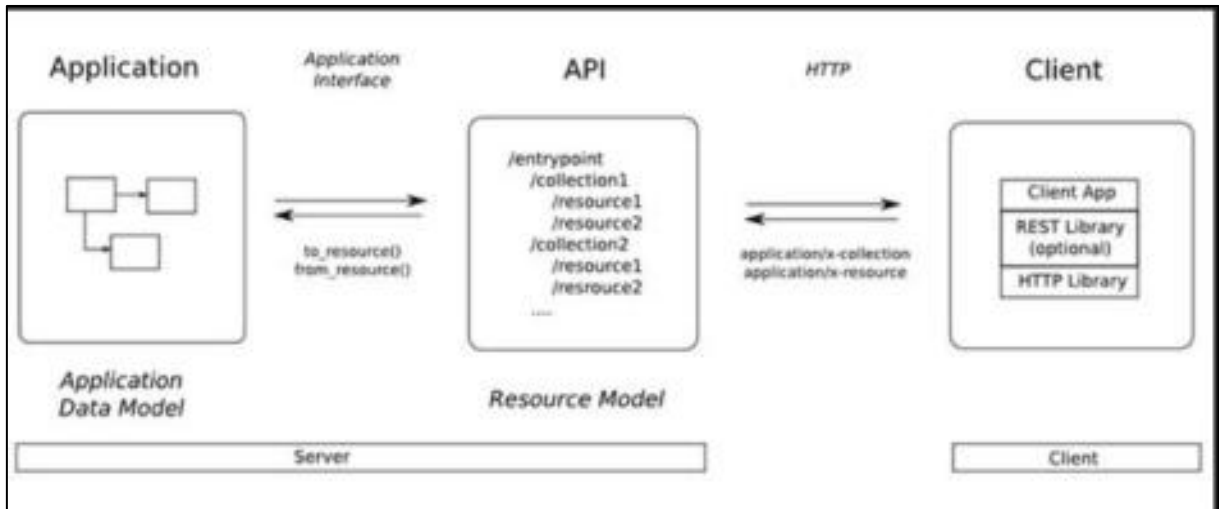 Application
Application
Interface
API
HTTP
Client
/entrypoint
/collection1
/resource1
/resource2
/collection2
/resource1
/resrouce2
....
to_resource()
from_resource()
application/x-collection
application/x-resource
Client App
REST Library
(optional)
HTTP Library
Application
Data Model
Resource Model
Server
Client